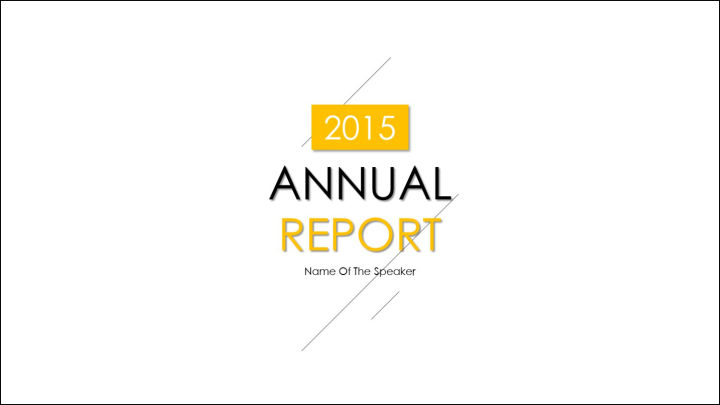 2015
ANNUAL
REPORT
Name Of The Speaker